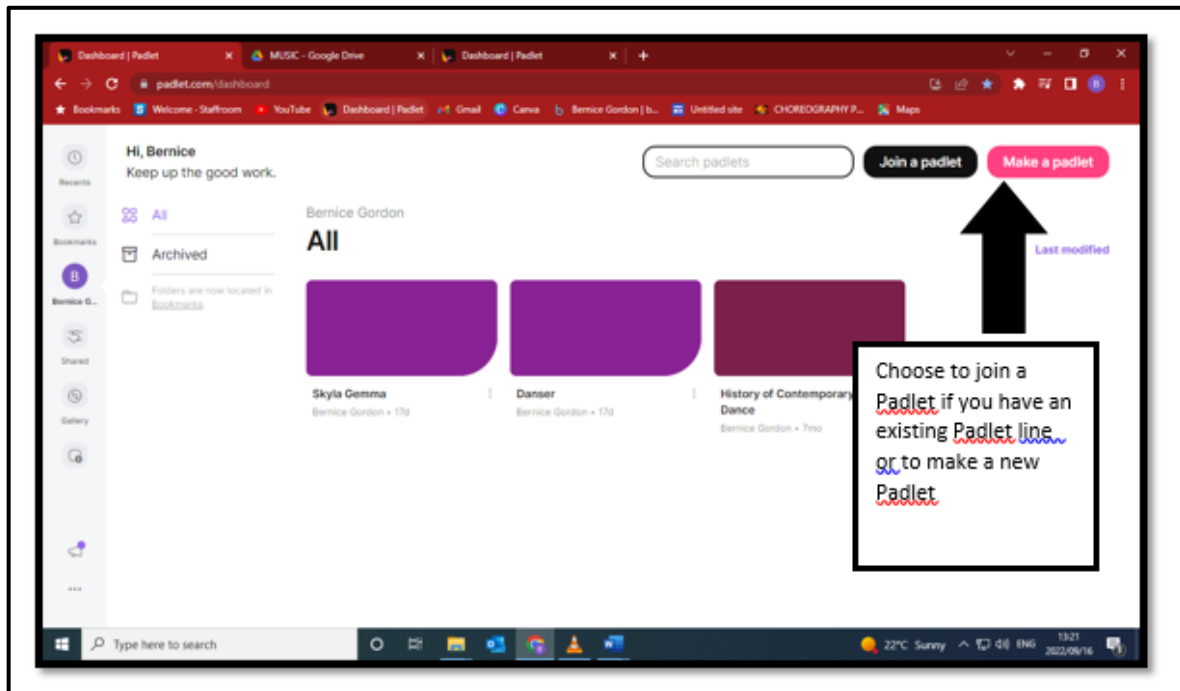 Dashboard | Padlet MUSIC - Google Drive Dashboard | Padlet
padlet.com/dashboard
Bookmarks Welcome - Staffroom YouTube Dashboard | Padlet Gmail Canva Bernice Gordon | b... Untitled site CHOREOGRAPHY P... Maps
Hi, Bernice
Keep up the good work.
Search padlets Join a padlet Make a padlet
Recents
All
Bernice Gordon
All
Bookmarks
Archived
Last modified
B
Bernice G...
Folders are now located in
Bookmarks.
Shared
Gallery
Skyla Gemma
Bernice Gordon • 17d
Danser
Bernice Gordon • 17d
History of Contemporary
Dance
Bernice Gordon • 7mo
Choose to join a
Padlet if you have an
existing Padlet line
or to make a new
Padlet
Type here to search
22°C Sunny ENG 13:21
2022/09/16